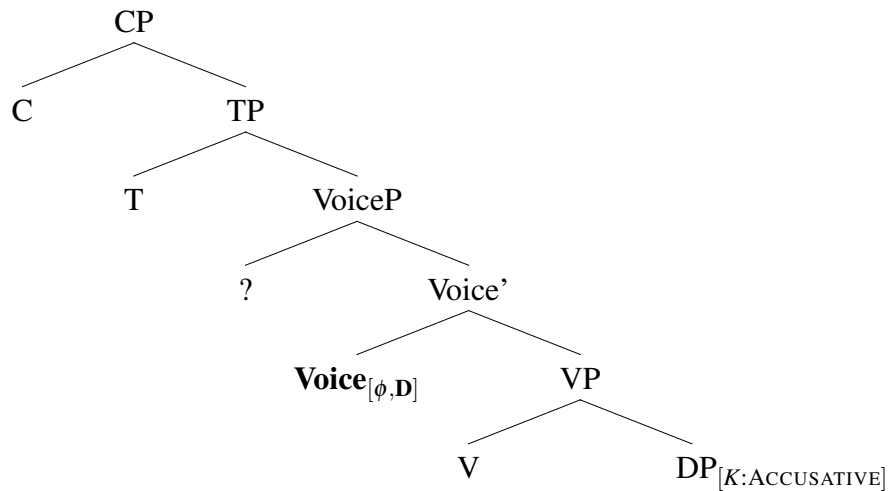 CP
C TP
T VoiceP
? Voice’
Voice[ϕ,D] VP
V DP[K:ACCUSATIVE]